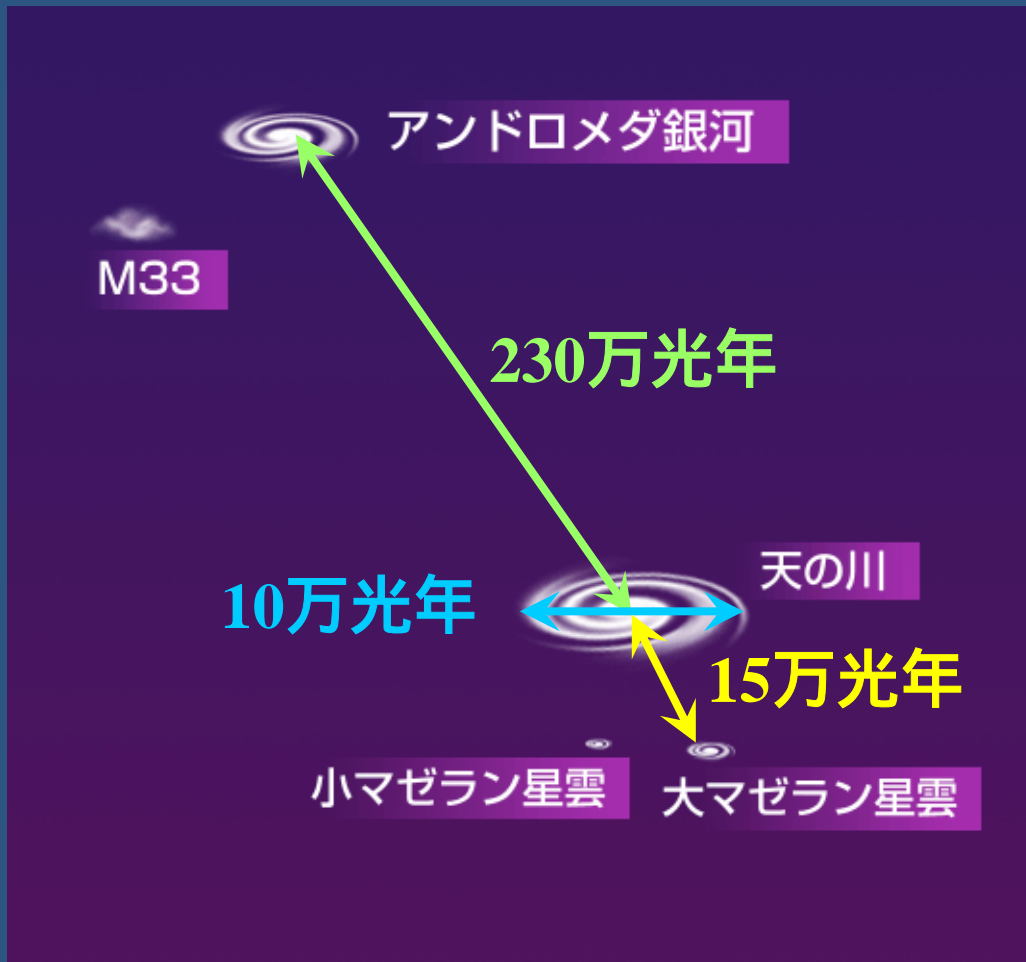 アンドロメダ銀河
M33
230万光年
天の川
10万光年
15万光年
小マゼラン星雲
大マゼラン星雲